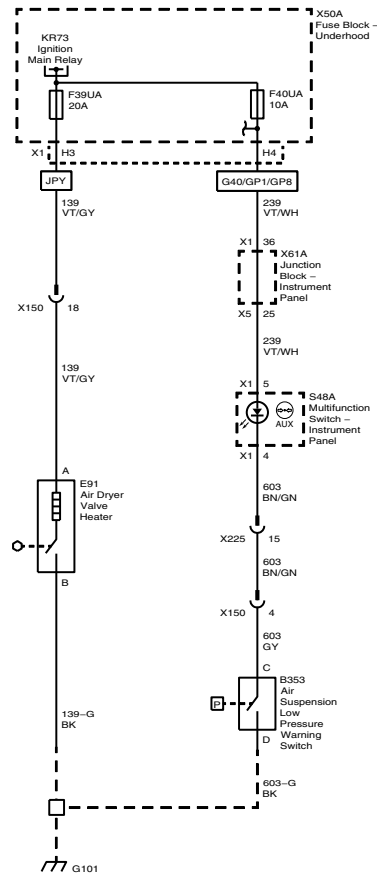 X50A
Fuse Block –
Underhood
KR73
Ignition
Main Relay
F39UA
20A
F40UA
10A
X1
H3
H4
JPY
G40/GP1/GP8
139
VT/GY
239
VT/WH
X1
36
X61A
Junction
Block –
Instrument
Panel
X150
18
X5
25
139
VT/GY
239
VT/WH
X1
5
S48A
Multifunction
Switch –
Instrument
Panel
AUX
X1
4
A
E91
Air Dryer
Valve
Heater
B
603
BN/GN
X225
15
603
BN/GN
X150
4
603
GY
C
B353
Air
Suspension
Low
Pressure
Warning
Switch
P
D
139–G
BK
603–G
BK
G101